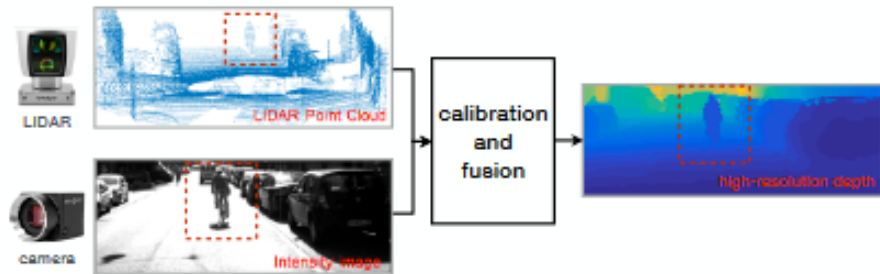 LIDAR Point Cloud
LIDAR
calibration
and
fusion
high-resolution depth
Intensity image
camera